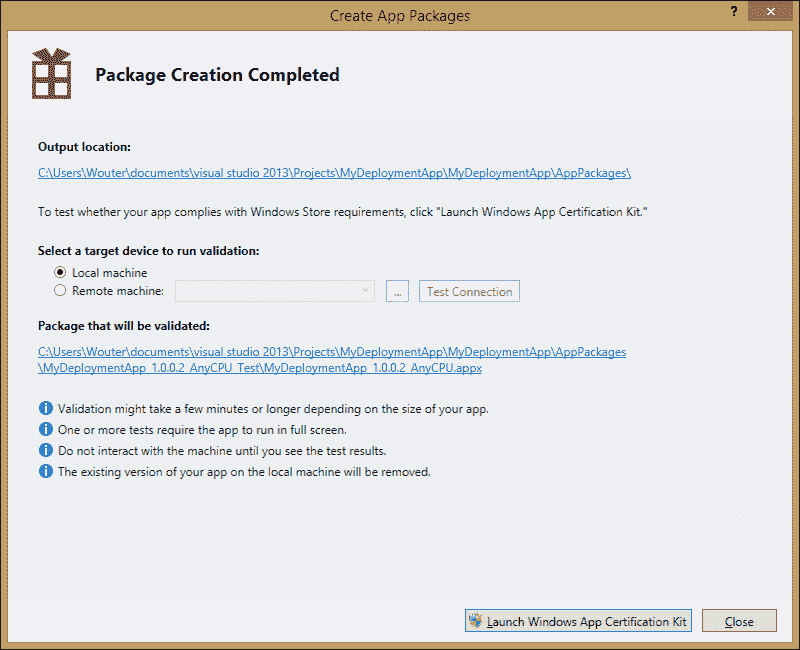 Create App Packages
?
Package Creation Completed
Output location:
C:\Users\Wouter\documents\visual studio 2013\Projects\MyDeploymentApp\MyDeploymentApp\AppPackages\
To test whether your app complies with Windows Store requirements, click "Launch Windows App Certification Kit."
Select a target device to run validation:
Local machine
Remote machine:
...
Test Connection
Package that will be validated:
C:\Users\Wouter\documents\visual studio 2013\Projects\MyDeploymentApp\MyDeploymentApp\AppPackages
\MyDeploymentApp_1.0.0.2_AnyCPU_Test\MyDeploymentApp_1.0.0.2_AnyCPU.appx
Validation might take a few minutes or longer depending on the size of your app.
One or more tests require the app to run in full screen.
Do not interact with the machine until you see the test results.
The existing version of your app on the local machine will be removed.
Launch Windows App Certification Kit
Close